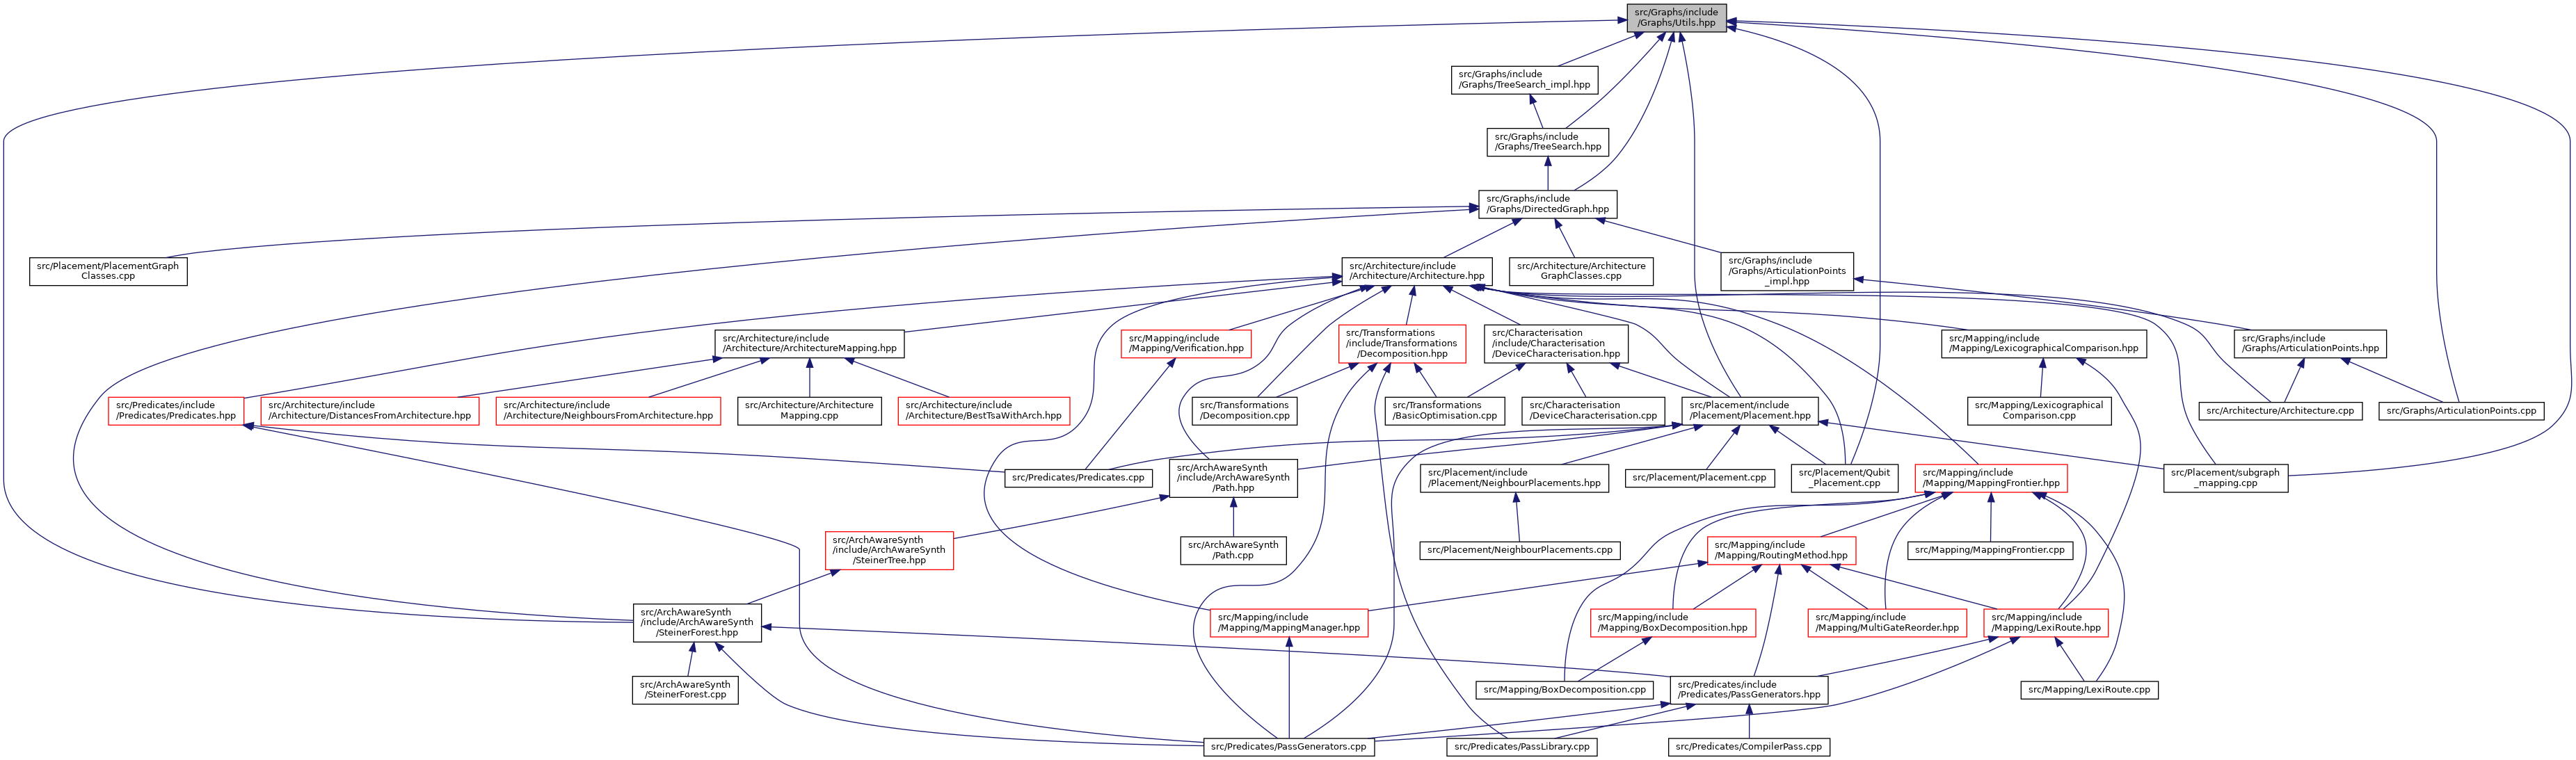 src/Graphs/include
/Graphs/Utils.hpp
src/Graphs/include
/Graphs/TreeSearch_impl.hpp
src/Graphs/include
/Graphs/TreeSearch.hpp
src/Graphs/include
/Graphs/DirectedGraph.hpp
src/Placement/PlacementGraph
Classes.cpp
src/Architecture/include
/Architecture/Architecture.hpp
src/Architecture/Architecture
GraphClasses.cpp
src/Graphs/include
/Graphs/ArticulationPoints
_impl.hpp
src/Architecture/include
/Architecture/ArchitectureMapping.hpp
src/Mapping/include
/Mapping/Verification.hpp
src/Transformations
/include/Transformations
/Decomposition.hpp
src/Characterisation
/include/Characterisation
/DeviceCharacterisation.hpp
src/Mapping/include
/Mapping/LexicographicalComparison.hpp
src/Graphs/include
/Graphs/ArticulationPoints.hpp
src/Predicates/include
/Predicates/Predicates.hpp
src/Architecture/include
/Architecture/DistancesFromArchitecture.hpp
src/Architecture/include
/Architecture/NeighboursFromArchitecture.hpp
src/Architecture/Architecture
Mapping.cpp
src/Architecture/include
/Architecture/BestTsaWithArch.hpp
src/Transformations
/Decomposition.cpp
src/Transformations
/BasicOptimisation.cpp
src/Characterisation
/DeviceCharacterisation.cpp
src/Placement/include
/Placement/Placement.hpp
src/Mapping/Lexicographical
Comparison.cpp
src/Architecture/Architecture.cpp
src/Graphs/ArticulationPoints.cpp
src/Predicates/Predicates.cpp
src/ArchAwareSynth
/include/ArchAwareSynth
/Path.hpp
src/Placement/include
/Placement/NeighbourPlacements.hpp
src/Placement/Placement.cpp
src/Placement/Qubit
_Placement.cpp
src/Mapping/include
/Mapping/MappingFrontier.hpp
src/Placement/subgraph
_mapping.cpp
src/ArchAwareSynth
/include/ArchAwareSynth
/SteinerTree.hpp
src/ArchAwareSynth
/Path.cpp
src/Placement/NeighbourPlacements.cpp
src/Mapping/include
/Mapping/RoutingMethod.hpp
src/Mapping/MappingFrontier.cpp
src/ArchAwareSynth
/include/ArchAwareSynth
/SteinerForest.hpp
src/Mapping/include
/Mapping/MappingManager.hpp
src/Mapping/include
/Mapping/BoxDecomposition.hpp
src/Mapping/include
/Mapping/MultiGateReorder.hpp
src/Mapping/include
/Mapping/LexiRoute.hpp
src/ArchAwareSynth
/SteinerForest.cpp
src/Mapping/BoxDecomposition.cpp
src/Predicates/include
/Predicates/PassGenerators.hpp
src/Mapping/LexiRoute.cpp
src/Predicates/PassGenerators.cpp
src/Predicates/PassLibrary.cpp
src/Predicates/CompilerPass.cpp